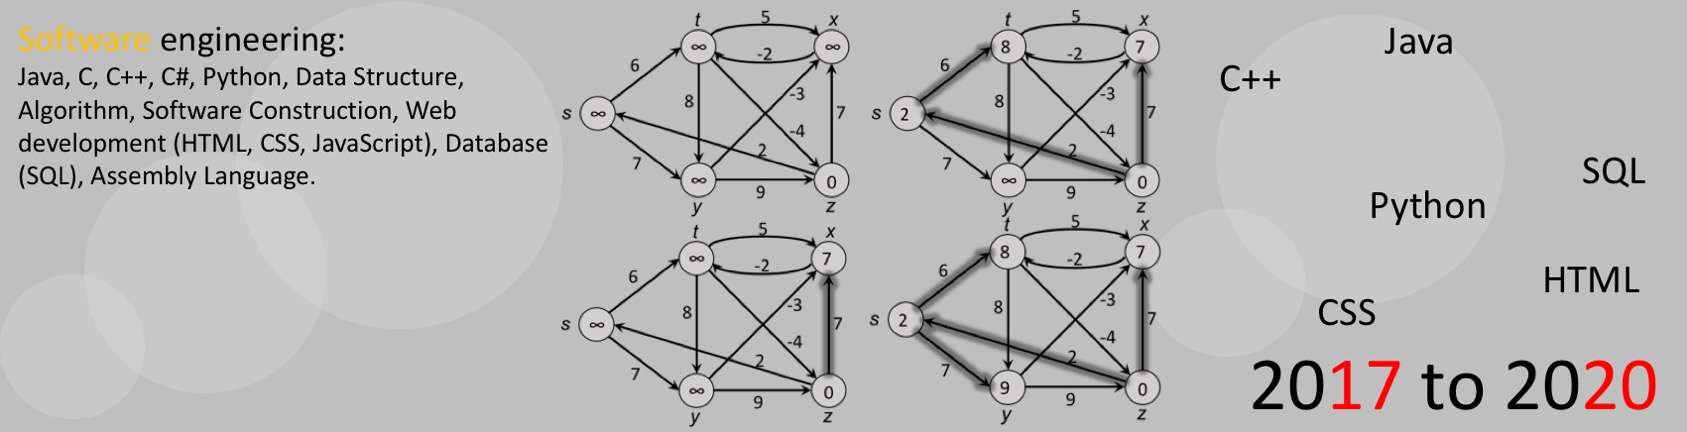 Software engineering:
Java, C, C++, C#, Python, Data Structure,
Algorithm, Software Construction, Web
development (HTML, CSS, JavaScript), Database
(SQL), Assembly Language.
t 5 x
∞ ∞
-2
6
8 -3
s ∞ 7
-4
2
7
∞ 0
9
y z
t 5 x
8 7
-2
6
8 -3
s 2 7
-4
2
7
∞ 0
9
y z
t 5 x
∞ 7
-2
6
8 -3
s ∞ 7
-4
2
7
∞ 0
9
y z
t 5 x
8 7
-2
6
8 -3
s 2 7
-4
2
7
9 0
9
y z
Java
C++
SQL
Python
HTML
CSS
2017 to 2020